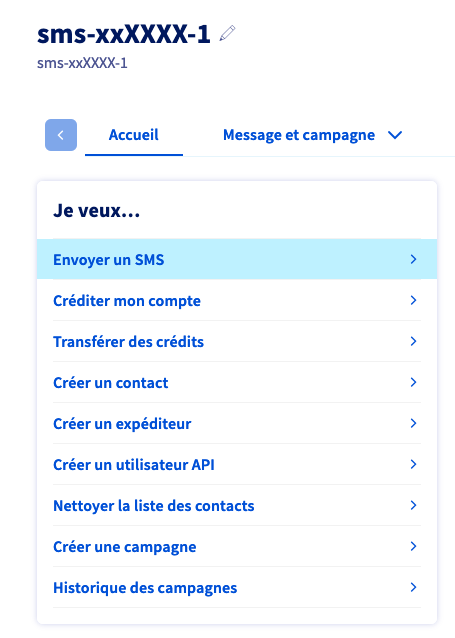 sms-xxXXXX-1
sms-xxXXXX-1
Accueil
Message et campagne
Je veux...
Envoyer un SMS
Créditer mon compte
Transférer des crédits
Créer un contact
Créer un expéditeur
Créer un utilisateur API
Nettoyer la liste des contacts
Créer une campagne
Historique des campagnes